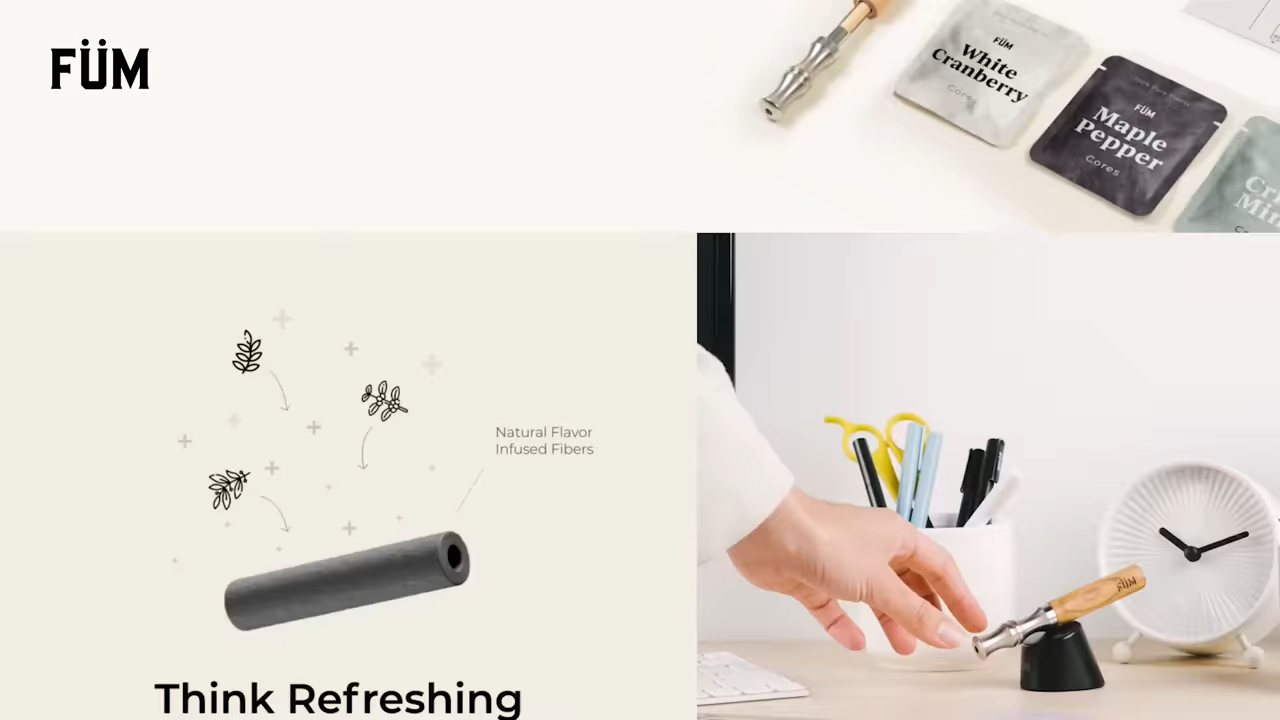 FÜM
FÜM
White
Cranberry
Cores
FÜM
Maple
Pepper
Cores
Natural Flavor
Infused Fibers
FÜM
Think Refreshing